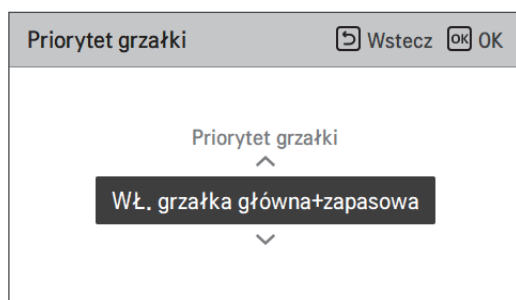 Priorytet grzałki Wstecz OK OK
Priorytet grzałki
WŁ. grzałka główna+zapasowa